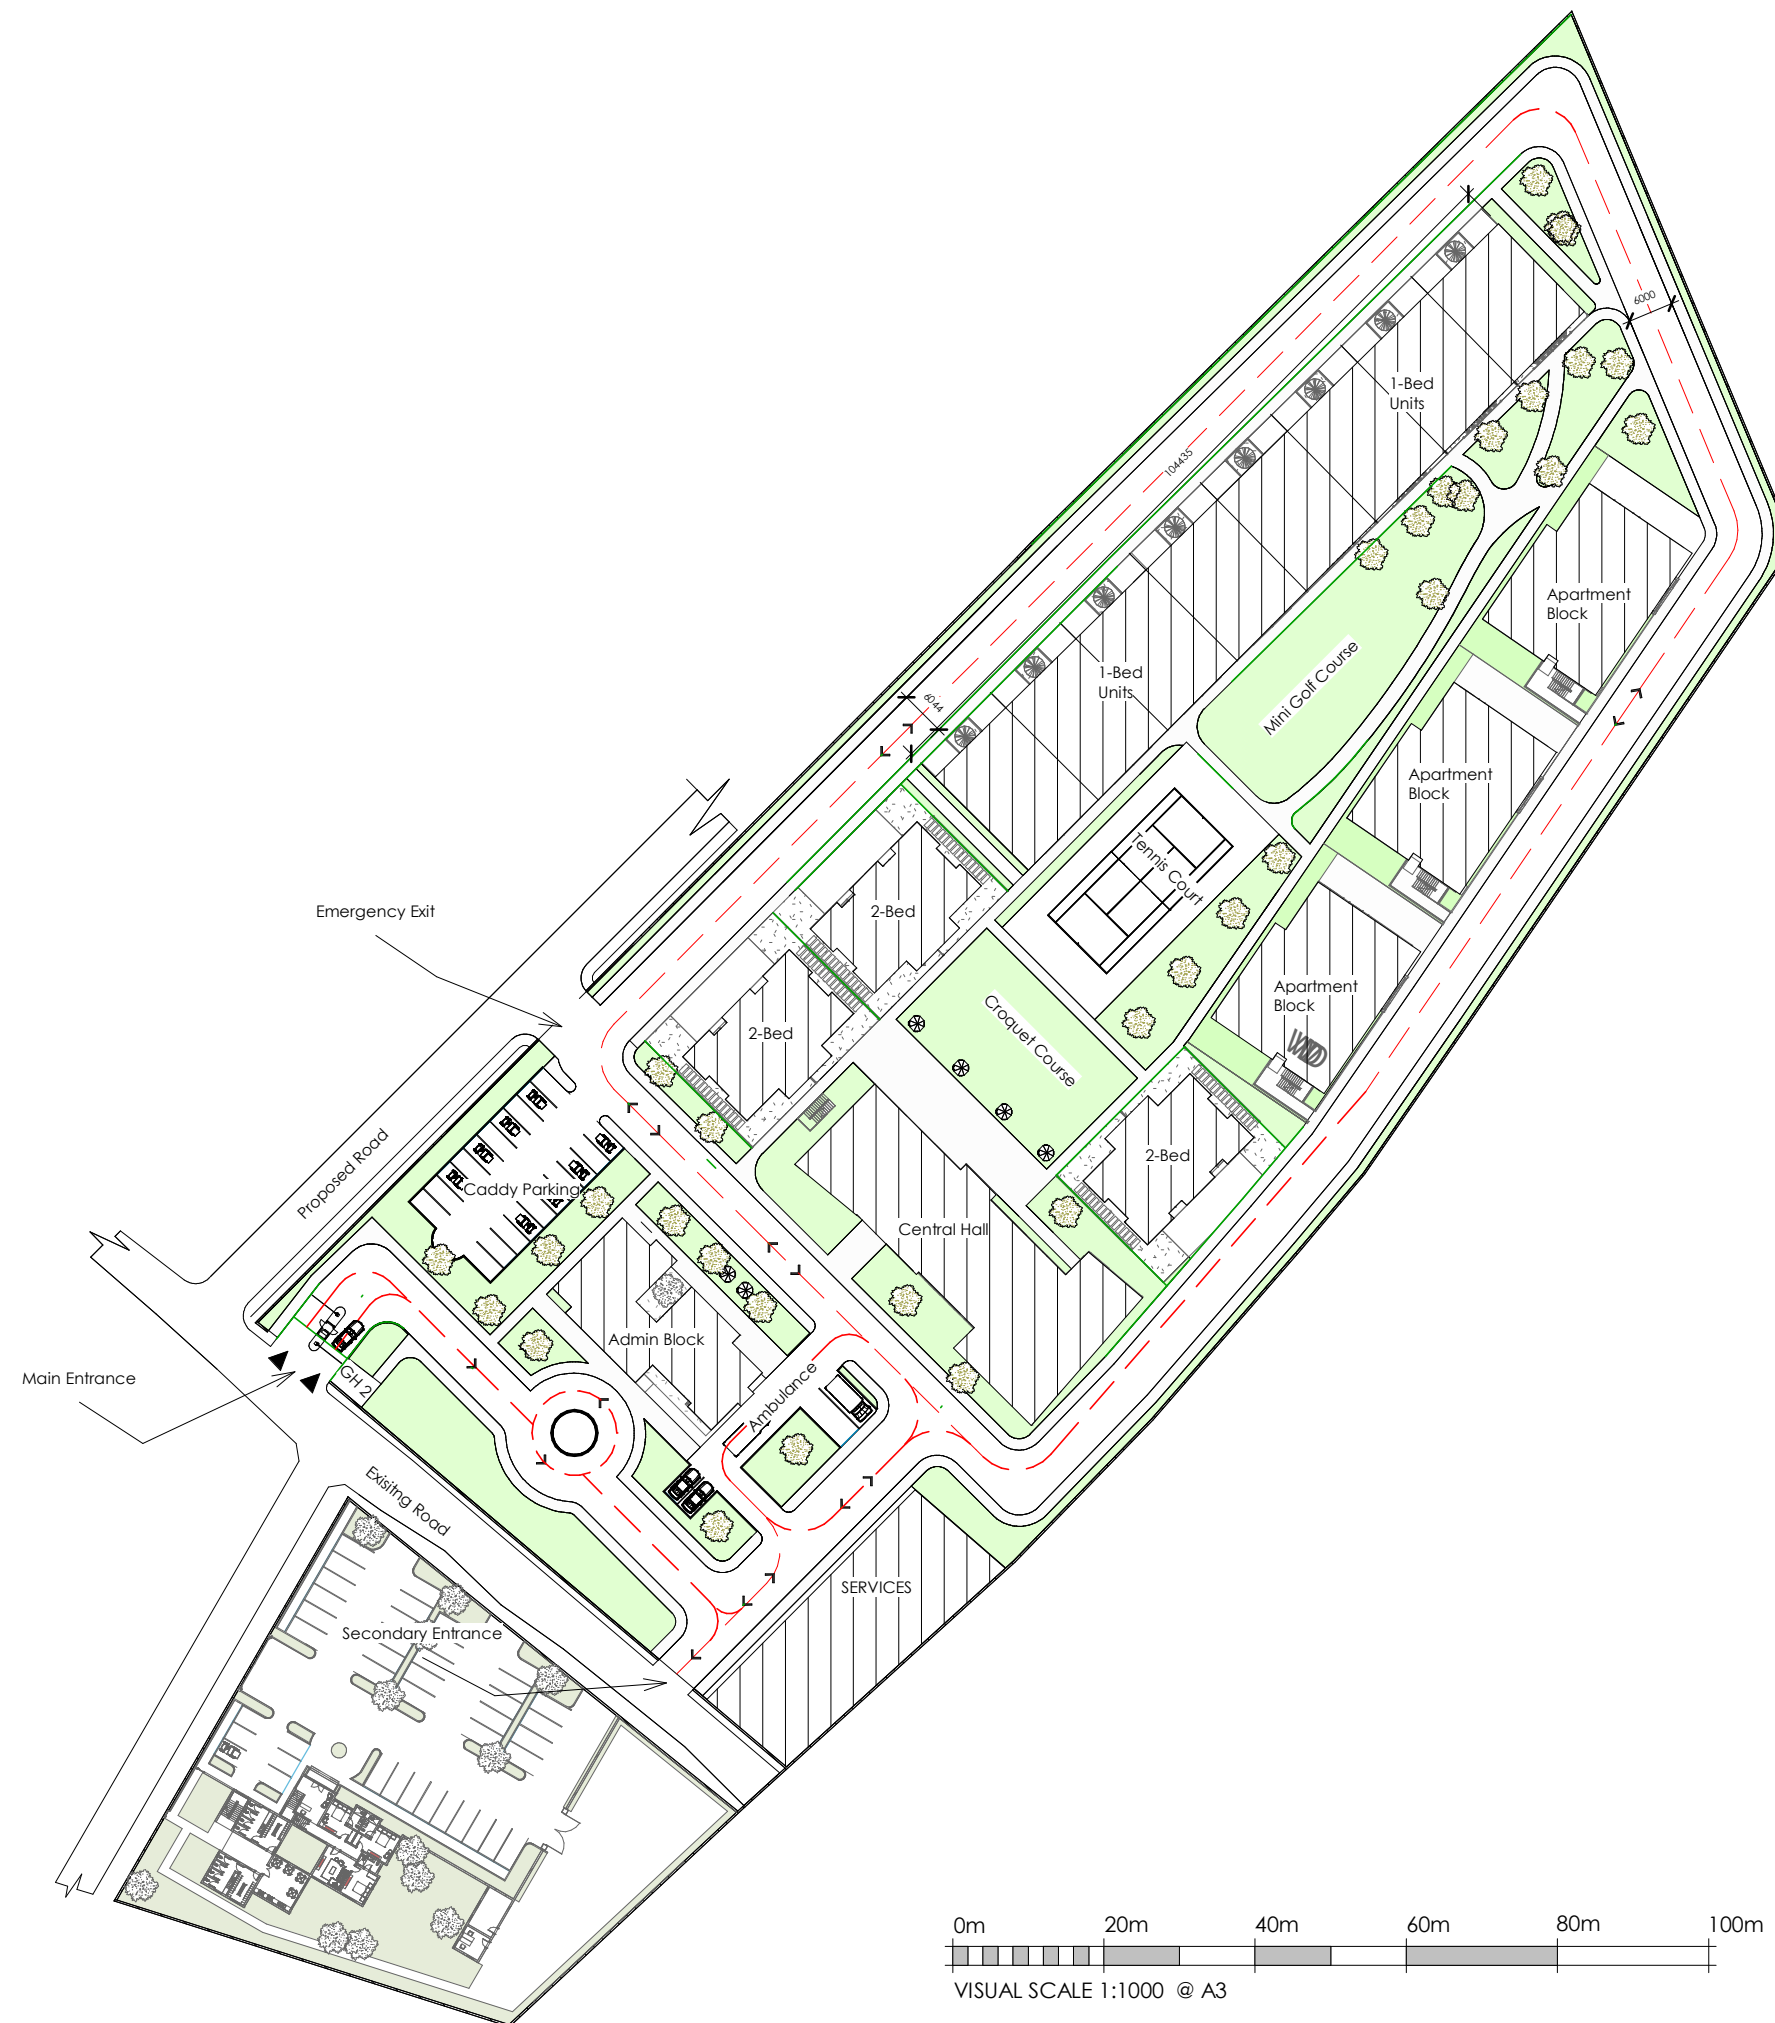 6000
1-Bed
Units
104435
Apartment
Block
Mini Golf Course
1-Bed
Units
6044
Apartment
Block
Tennis Court
Emergency Exit
2-Bed
Apartment
Block
2-Bed
Croquet Course
2-Bed
Proposed Road
Caddy Parking
Central Hall
Admin Block
Main Entrance
GH 2
Ambulance
Exisitng Road
SERVICES
Secondary Entrance
0m 20m 40m 60m 80m 100m
VISUAL SCALE 1:1000 @ A3